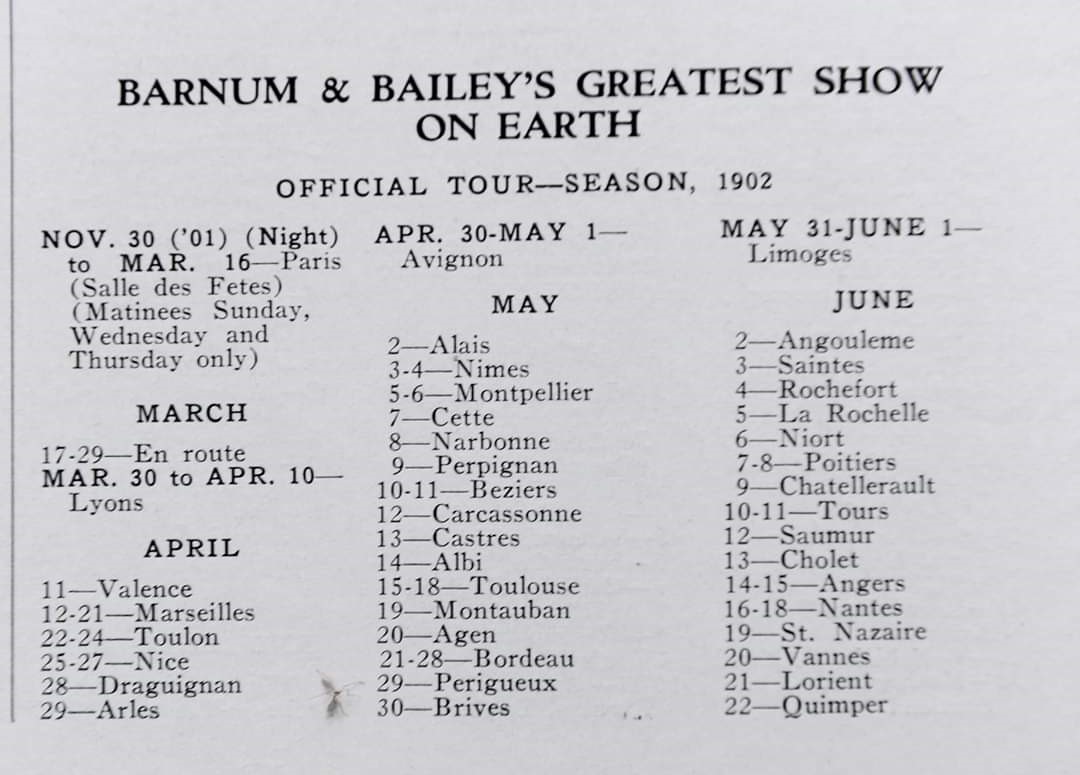 BARNUM & BAILEY'S GREATEST SHOW
ON EARTH
OFFICIAL TOUR—SEASON, 1902
NOV. 30 ('01) (Night)
to MAR. 16—Paris
(Salle des Fetes)
(Matinees Sunday,
Wednesday and
Thursday only)
MARCH
17-29—En route
MAR. 30 to APR. 10—
Lyons
APRIL
11—Valence
12-21—Marseilles
22-24—Toulon
25-27—Nice
28—Draguignan
29—Arles
APR. 30-MAY 1—
Avignon
MAY
2—Alais
3-4—Nimes
5-6—Montpellier
7—Cette
8—Narbonne
9—Perpignan
10-11—Beziers
12—Carcassonne
13—Castres
14—Albi
15-18—Toulouse
19—Montauban
20—Agen
21-28—Bordeau
29—Perigueux
30—Brives
MAY 31-JUNE 1—
Limoges
JUNE
2—Angouleme
3—Saintes
4—Rochefort
5—La Rochelle
6—Niort
7-8—Poitiers
9—Chatellerault
10-11—Tours
12—Saumur
13—Cholet
14-15—Angers
16-18—Nantes
19—St. Nazaire
20—Vannes
21—Lorient
22—Quimper